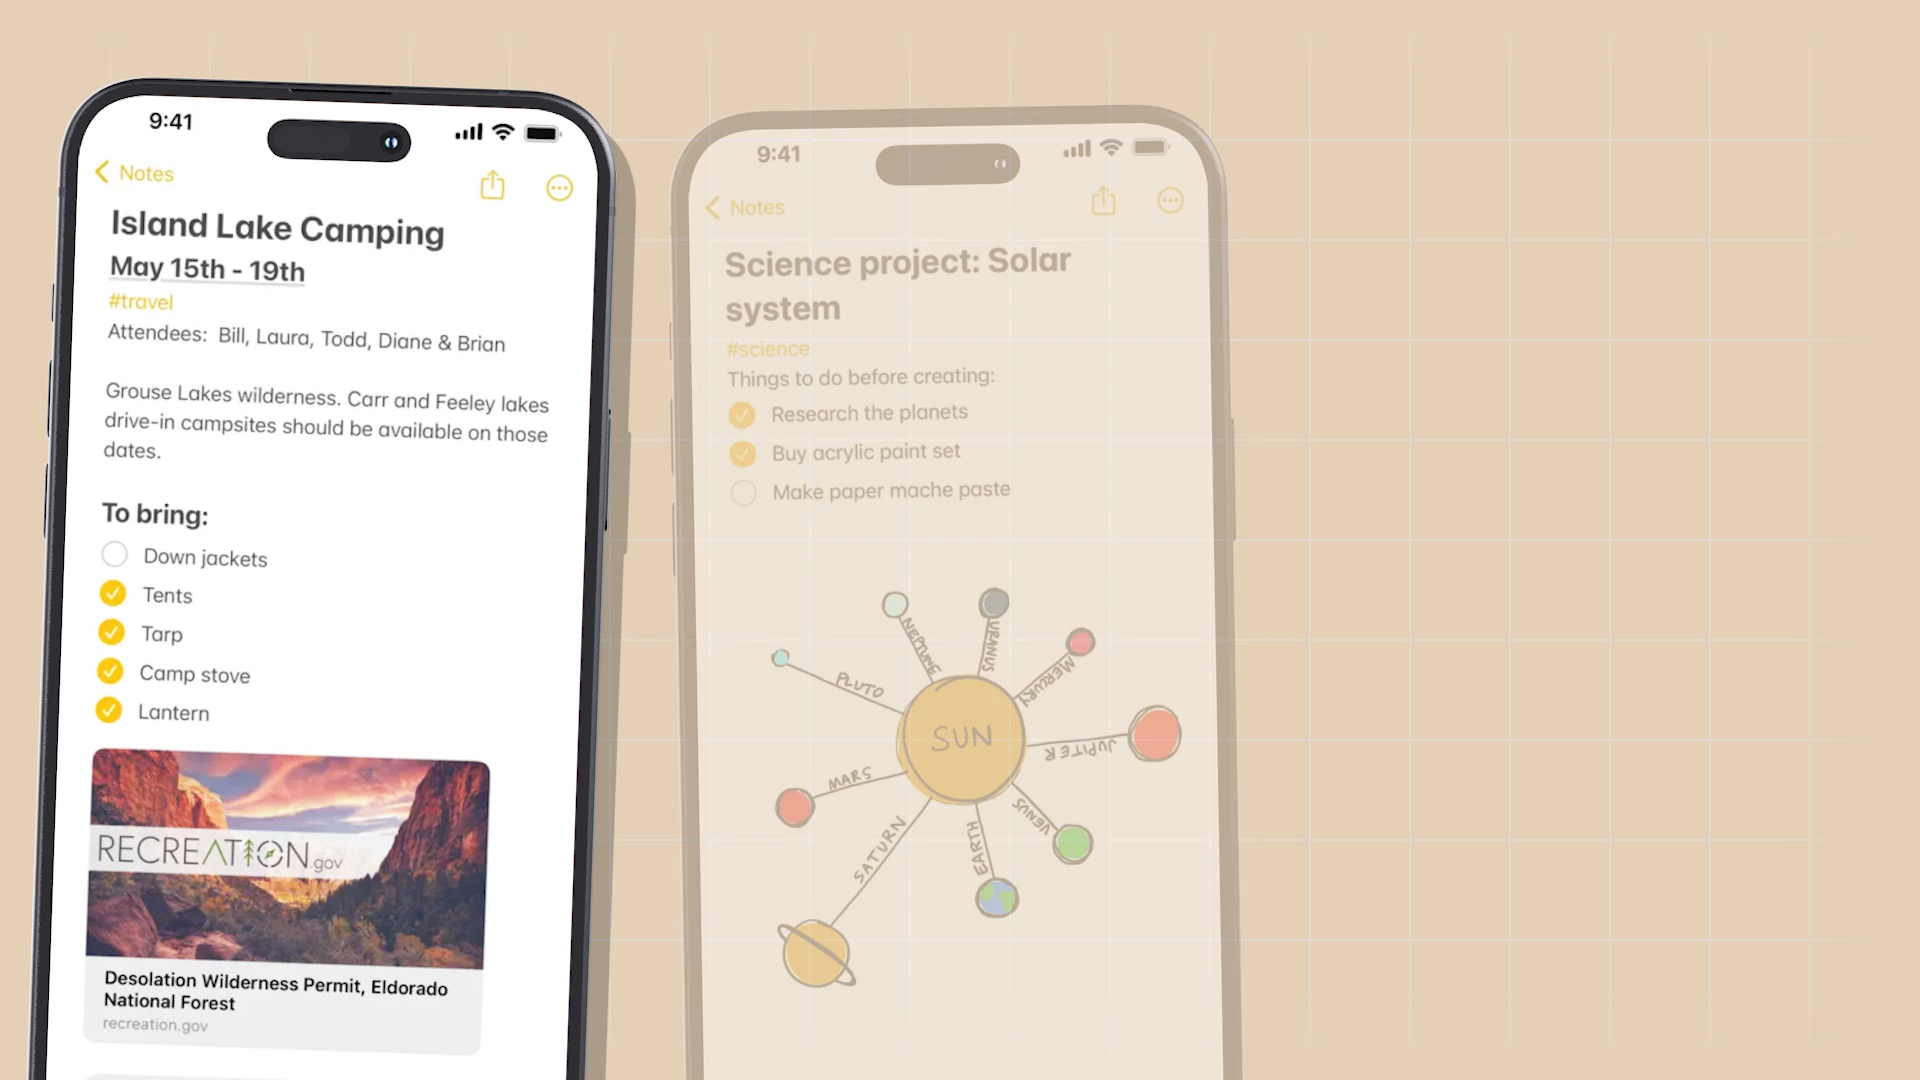 9:41
Notes
Island Lake Camping
May 15th - 19th
#travel
Attendees: Bill, Laura, Todd, Diane & Brian
Grouse Lakes wilderness. Carr and Feeley lakes
drive-in campsites should be available on those
dates.
To bring:
Down jackets
Tents
Tarp
Camp stove
Lantern
RECREATION.gov
Desolation Wilderness Permit, Eldorado
National Forest
recreation.gov
9:41
Notes
Science project: Solar
system
#science
Things to do before creating:
Research the planets
Buy acrylic paint set
Make paper mache paste
NEPTUNE
URANUS
MERCURY
PLUTO
SUN
JUPITER
MARS
VENUS
SATURN
EARTH